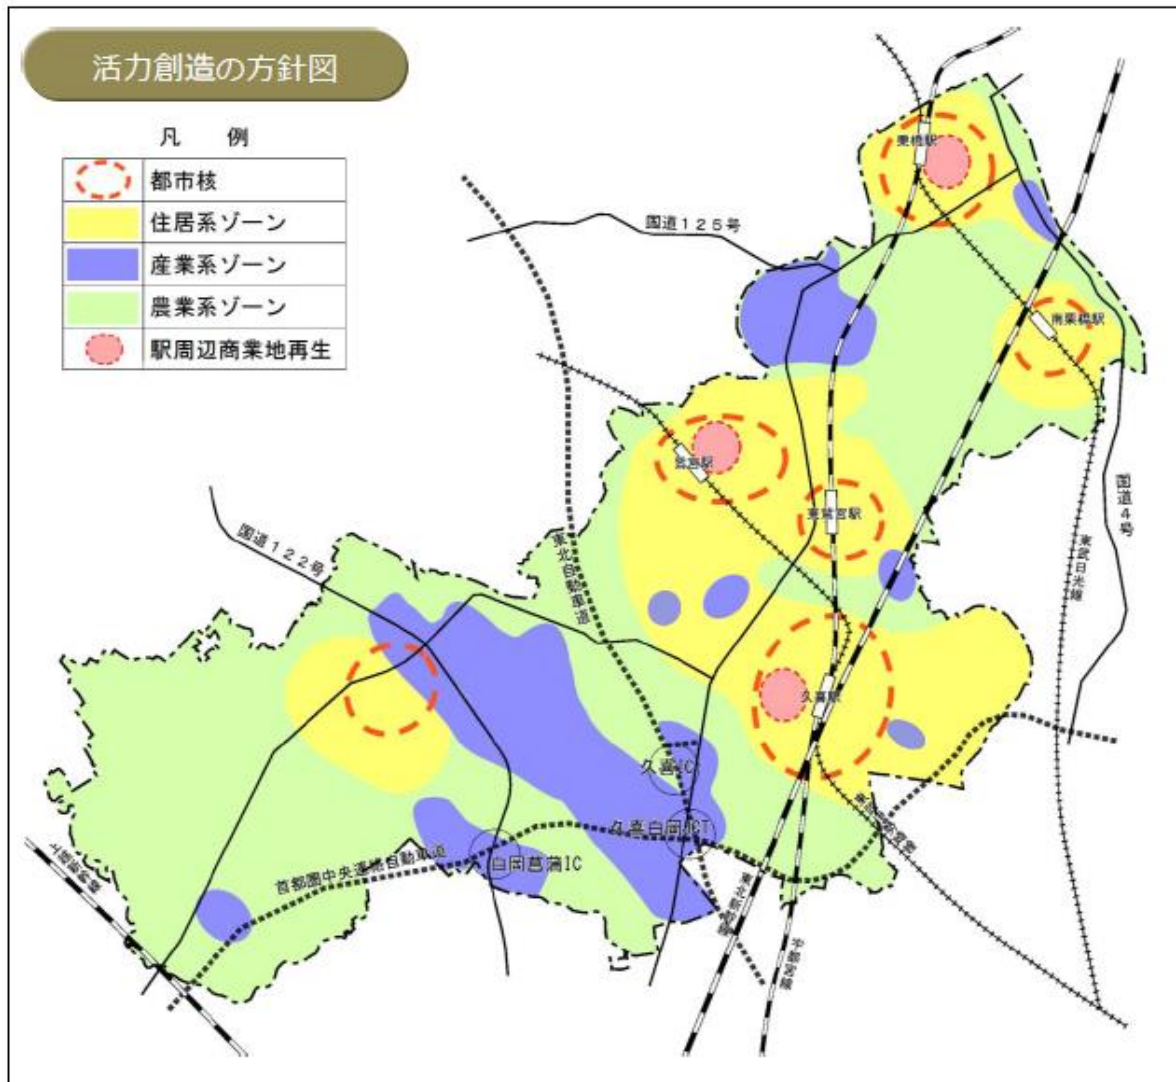 活力創造の方針図
凡 例
都市核
住居系ゾーン
産業系ゾーン
農業系ゾーン
駅周辺商業地再生
栗橋駅
国道125号
南栗橋駅
鷲宮駅
国道4号
東鷲宮駅
国道122号
東北自動車道
東武日光線
久喜駅
久喜IC
久喜白岡JCT
白岡菖蒲IC
首都圏中央連絡自動車道
東北新幹線
宇都宮線